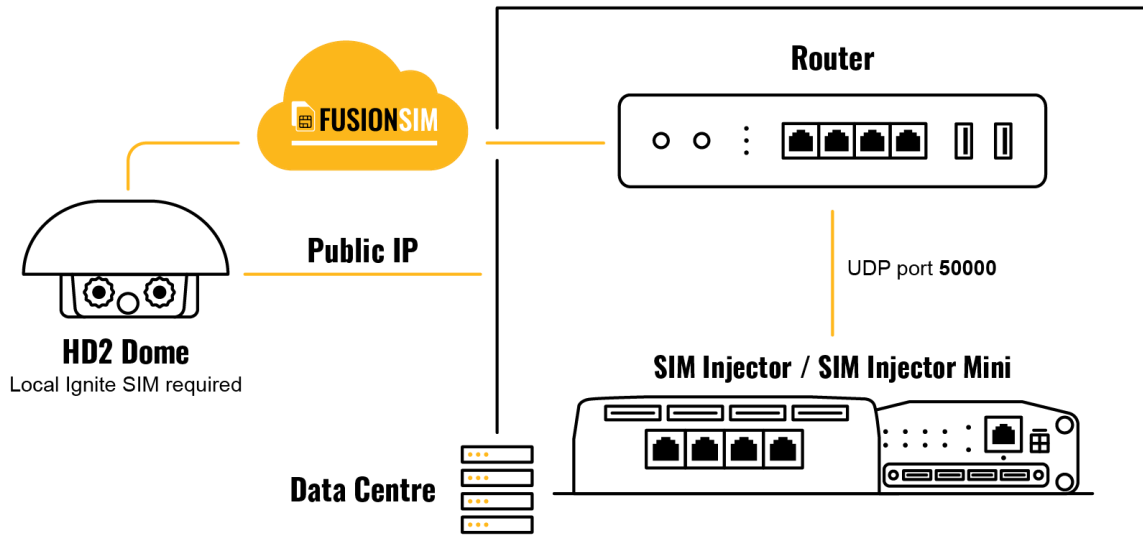 Router
FUSIONSIM
Public IP
UDP port 50000
HD2 Dome
Local Ignite SIM required
SIM Injector / SIM Injector Mini
Data Centre